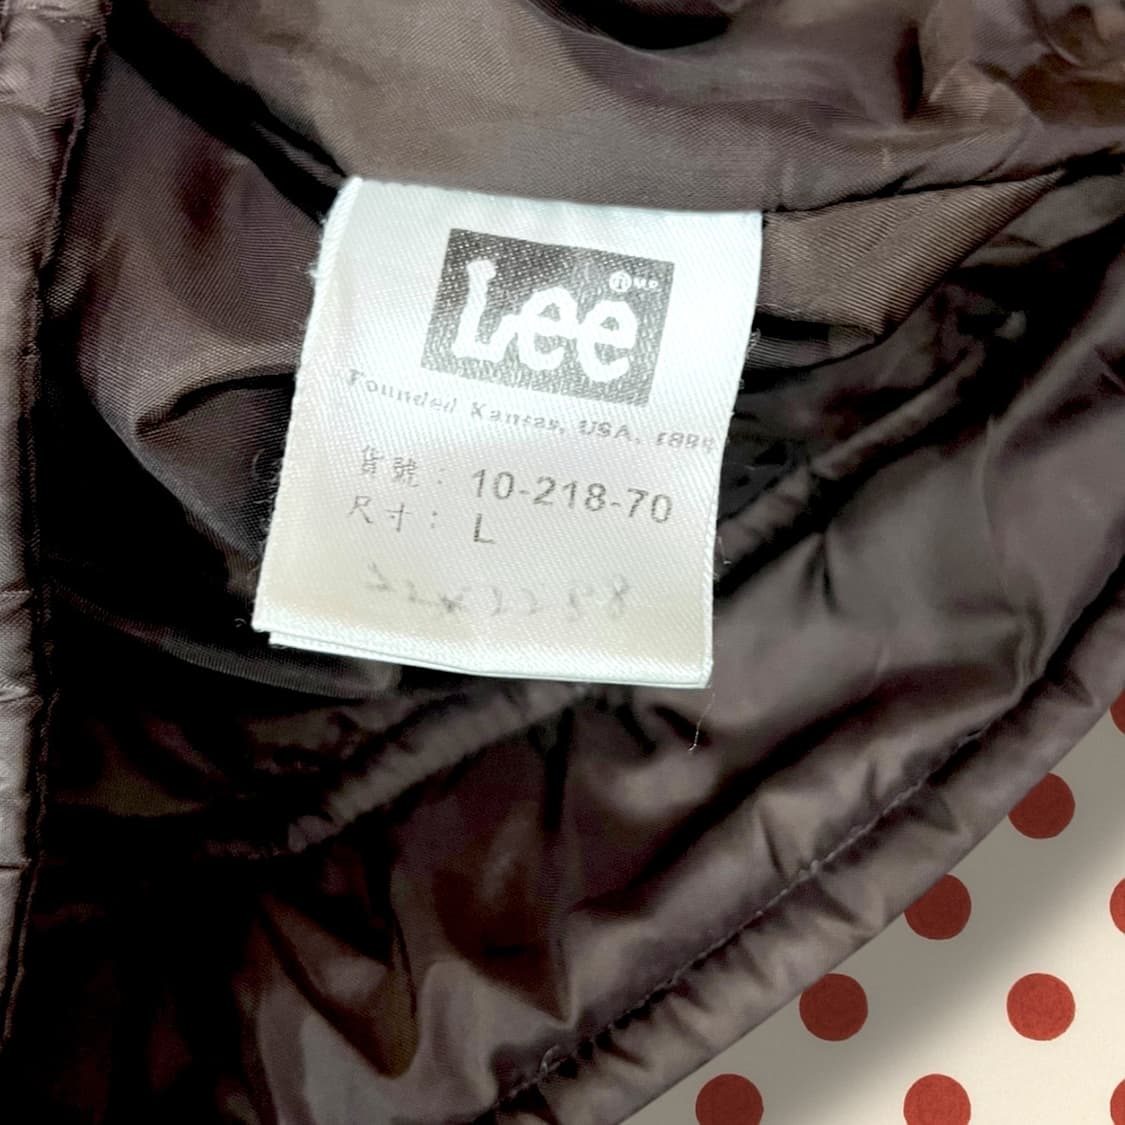 Lee
Founded Kansas, USA, 1889
貨號： 10-218-70
尺寸： L